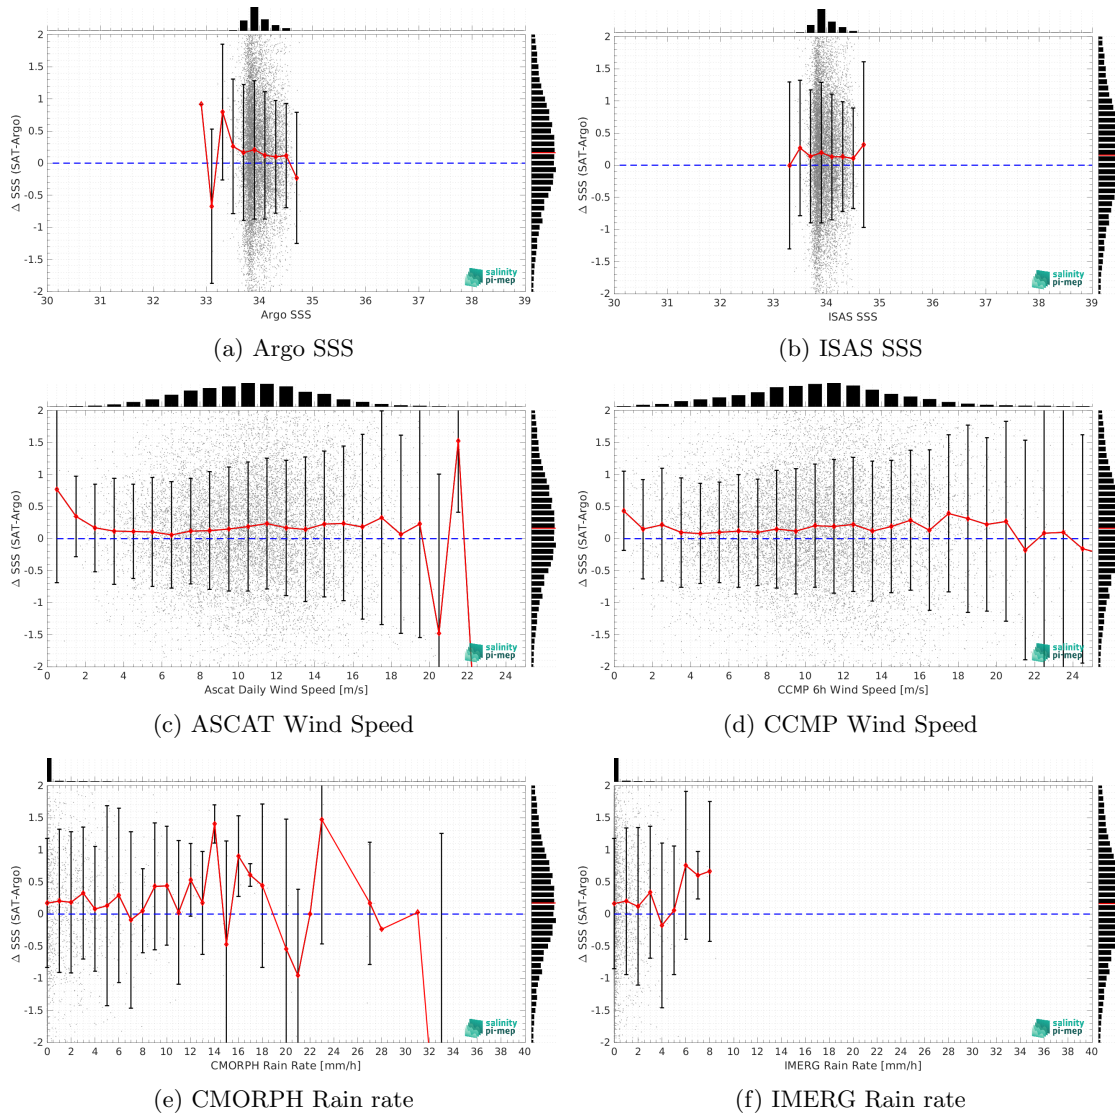 2
1.5
1
0.5
0
-0.5
-1
-1.5
-2
Δ SSS (SAT-Argo)
30 31 32 33 34 35 36 37 38 39
Argo SSS
salinity
pi-mep
(a) Argo SSS
2
1.5
1
0.5
0
-0.5
-1
-1.5
-2
Δ SSS (SAT-Argo)
30 31 32 33 34 35 36 37 38 39
ISAS SSS
salinity
pi-mep
(b) ISAS SSS
2
1.5
1
0.5
0
-0.5
-1
-1.5
-2
Δ SSS (SAT-Argo)
0 2 4 6 8 10 12 14 16 18 20 22 24
Ascat Daily Wind Speed [m/s]
salinity
pi-mep
(c) ASCAT Wind Speed
2
1.5
1
0.5
0
-0.5
-1
-1.5
-2
Δ SSS (SAT-Argo)
0 2 4 6 8 10 12 14 16 18 20 22 24
CCMP 6h Wind Speed [m/s]
salinity
pi-mep
(d) CCMP Wind Speed
2
1.5
1
0.5
0
-0.5
-1
-1.5
-2
Δ SSS (SAT-Argo)
0 2 4 6 8 10 12 14 16 18 20 22 24 26 28 30 32 34 36 38 40
CMORPH Rain Rate [mm/h]
salinity
pi-mep
(e) CMORPH Rain rate
2
1.5
1
0.5
0
-0.5
-1
-1.5
-2
Δ SSS (SAT-Argo)
0 2 4 6 8 10 12 14 16 18 20 22 24 26 28 30 32 34 36 38 40
IMERG Rain Rate [mm/h]
salinity
pi-mep
(f) IMERG Rain rate